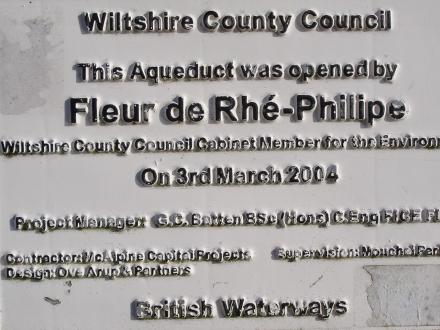 Wiltshire County Council
This Aqueduct was opened by
Fleur de Rhé-Philipe
Wiltshire County Council Cabinet Member for the Environ
On 3rd March 2004
Project Manager: G.C. Batten BSc (Hons) C Eng FICE
Contractor: McAlpine Capital Projects Supervision: Mouchel
Design: Ove Arup & Partners
British Waterways